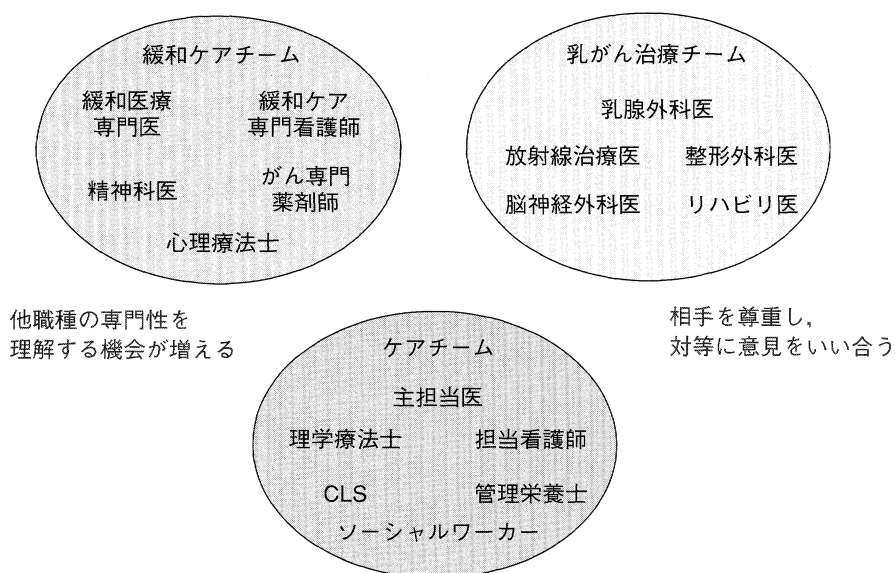 緩和ケアチーム
緩和医療
専門医
緩和ケア
専門看護師
精神科医
がん専門
薬剤師
心理療法士
乳がん治療チーム
乳腺外科医
放射線治療医
整形外科医
脳神経外科医
リハビリ医
他職種の専門性を
理解する機会が増える
相手を尊重し,
対等に意見をいい合う
ケアチーム
主担当医
理学療法士
担当看護師
CLS
管理栄養士
ソーシャルワーカー